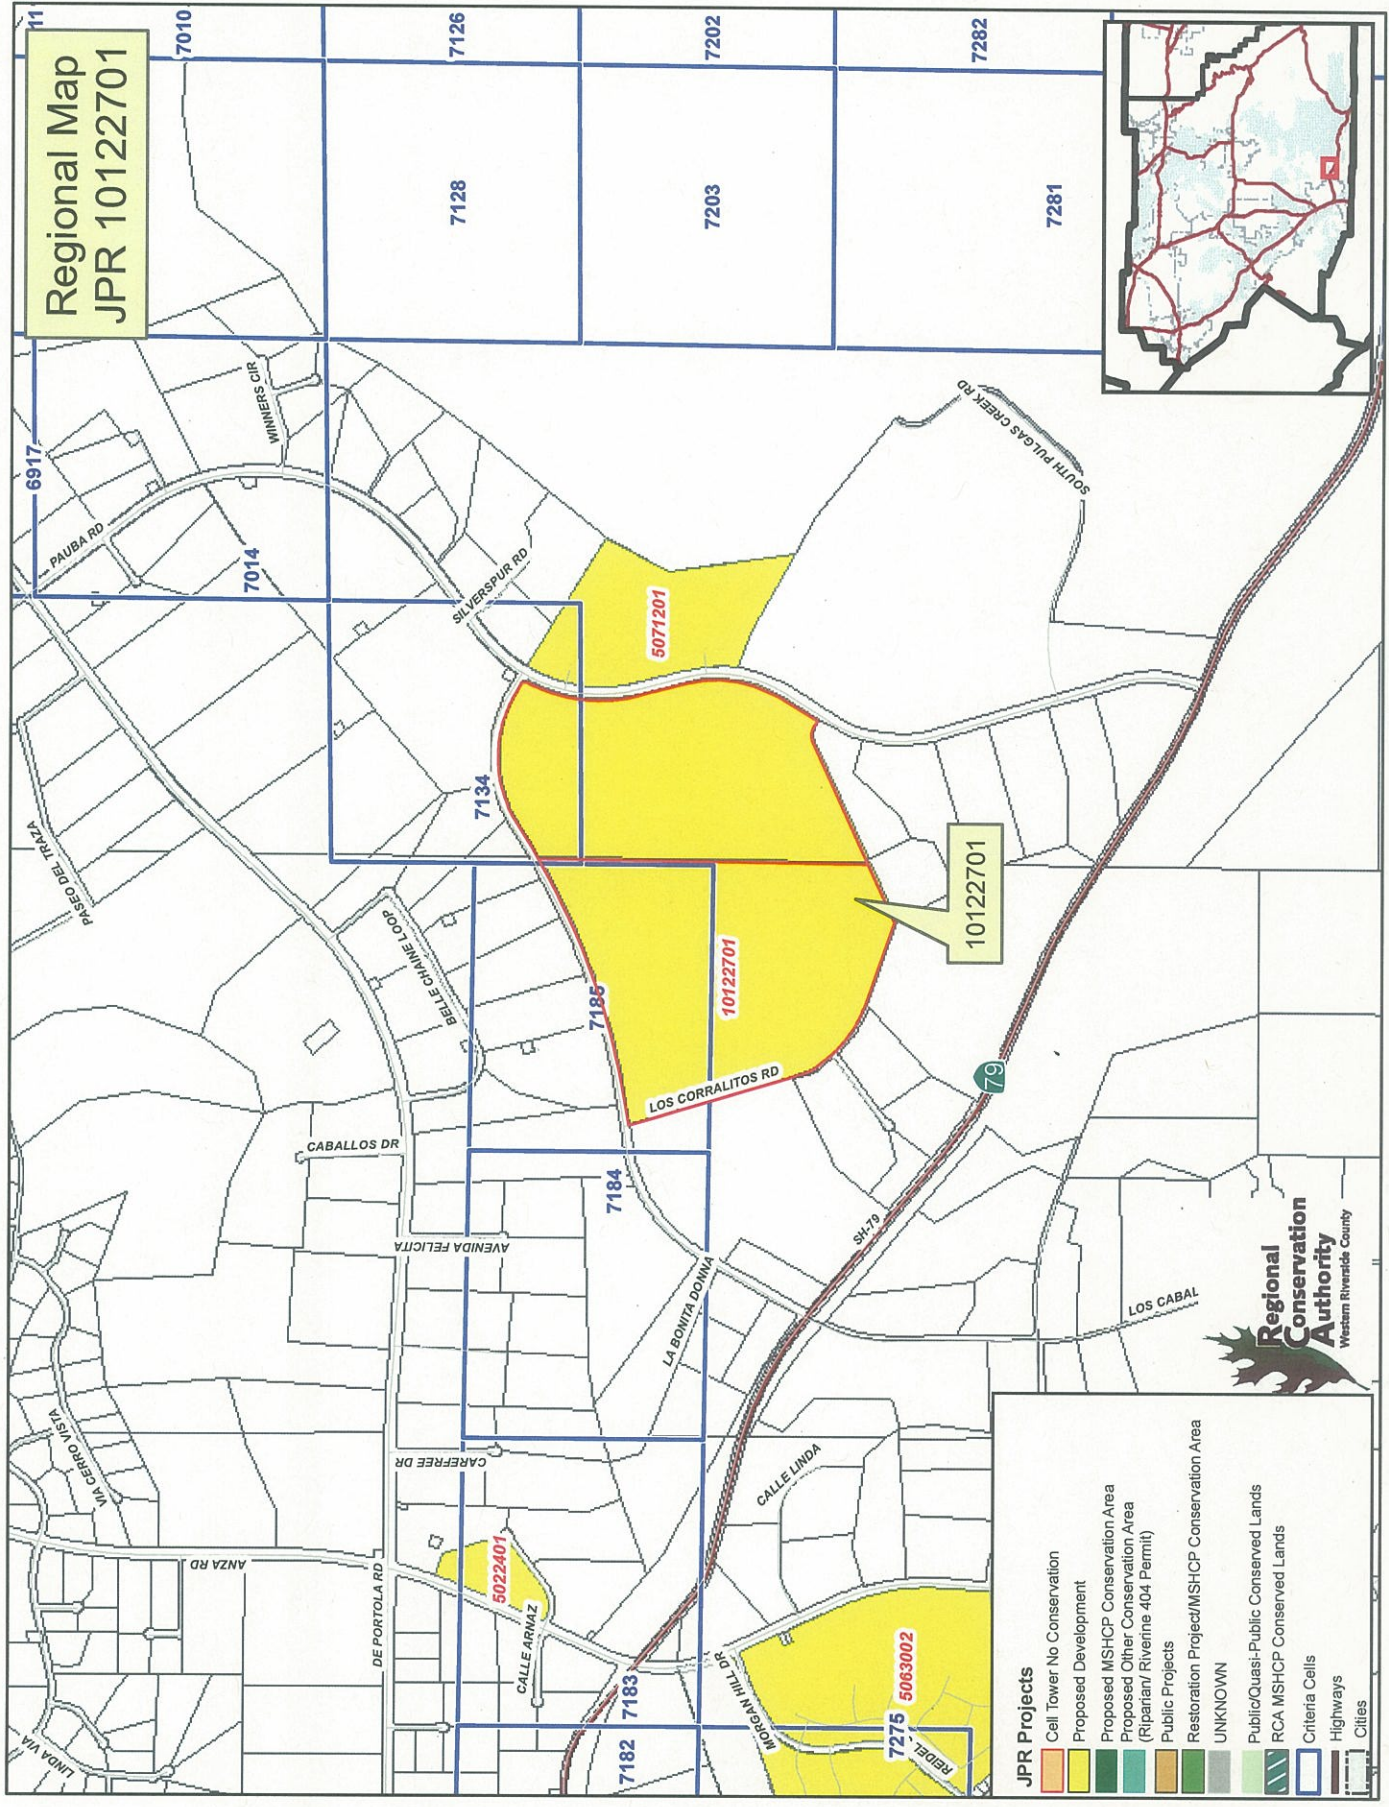 Regional Map
JPR 10122701
11
7010
7126
7202
7282
7128
7203
7281
6917
WINNERS CIR
PAUBA RD
7014
SILVERSPUR RD
SOUTH PULGAS CREEK RD
5071201
7134
PASEO DEL TRAZA
BELLE CHAINE LOOP
7185
10122701
10122701
LOS CORRALITOS RD
79
CABALLOS DR
7184
AVENIDA FELICITA
SH-79
LA BONITA DONNA
LOS CABAL
VIA CERRO VISTA
CAREFREE DR
CALLE LINDA
ANZA RD
DE PORTOLA RD
5022401
CALLE ARNAZ
LINDA VIA
7183
7182
MORGAN HILL DR
5063002
7275
REIDEL
Regional
Conservation
Authority
Western Riverside County
JPR Projects
Cell Tower No Conservation
Proposed Development
Proposed MSHCP Conservation Area
Proposed Other Conservation Area
(Riparian/ Riverine 404 Permit)
Public Projects
Restoration Project/MSHCP Conservation Area
UNKNOWN
Public/Quasi-Public Conserved Lands
RCA MSHCP Conserved Lands
Criteria Cells
Highways
Cities